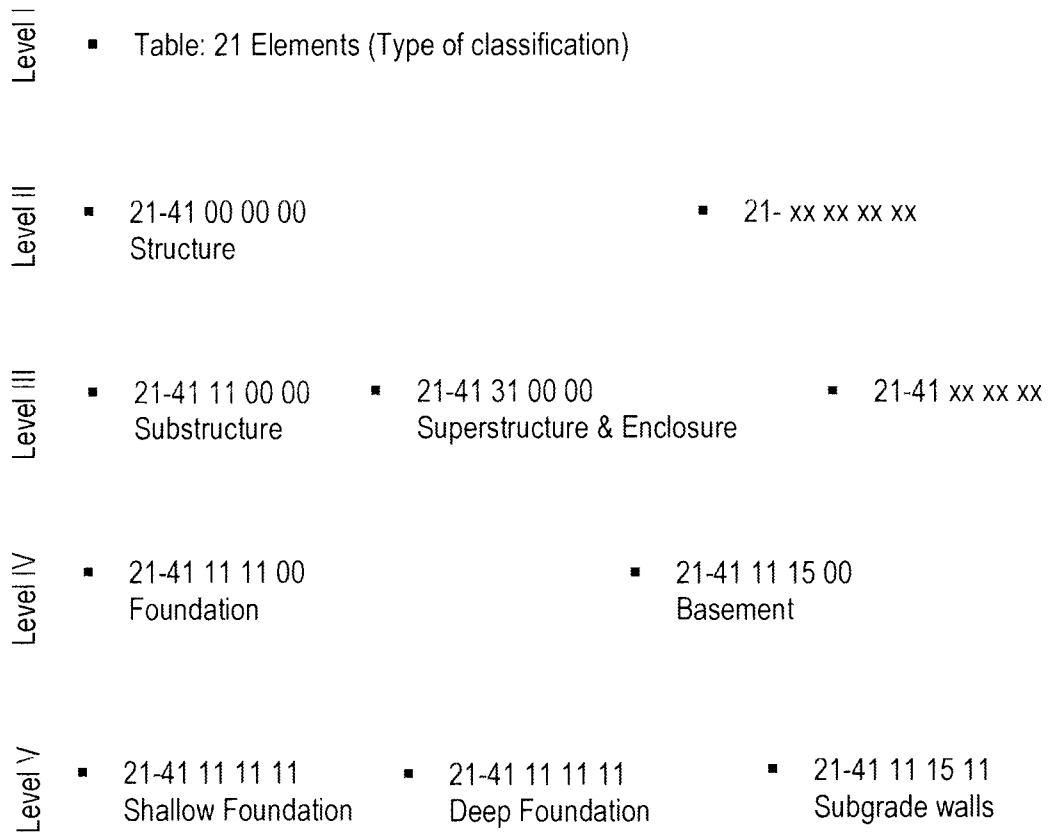 Level I
▪ Table: 21 Elements (Type of classification)
Level II
▪ 21-41 00 00 00
Structure
▪ 21- xx xx xx xx
Level III
▪ 21-41 11 00 00
Substructure
▪ 21-41 31 00 00
Superstructure & Enclosure
▪ 21-41 xx xx xx
Level IV
▪ 21-41 11 11 00
Foundation
▪ 21-41 11 15 00
Basement
Level V
▪ 21-41 11 11 11
Shallow Foundation
▪ 21-41 11 11 11
Deep Foundation
▪ 21-41 11 15 11
Subgrade walls